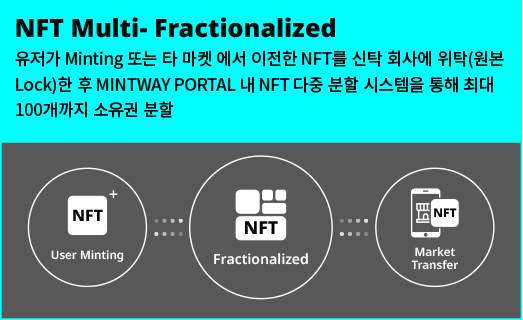 NFT Multi- Fractionalized
유저가 Minting 또는 타 마켓 에서 이전한 NFT를 신탁 회사에 위탁(원본
Lock)한 후 MINTWAY PORTAL 내 NFT 다중 분할 시스템을 통해 최대
100개까지 소유권 분할
NFT
User Minting
NFT
Fractionalized
NFT
Market
Transfer